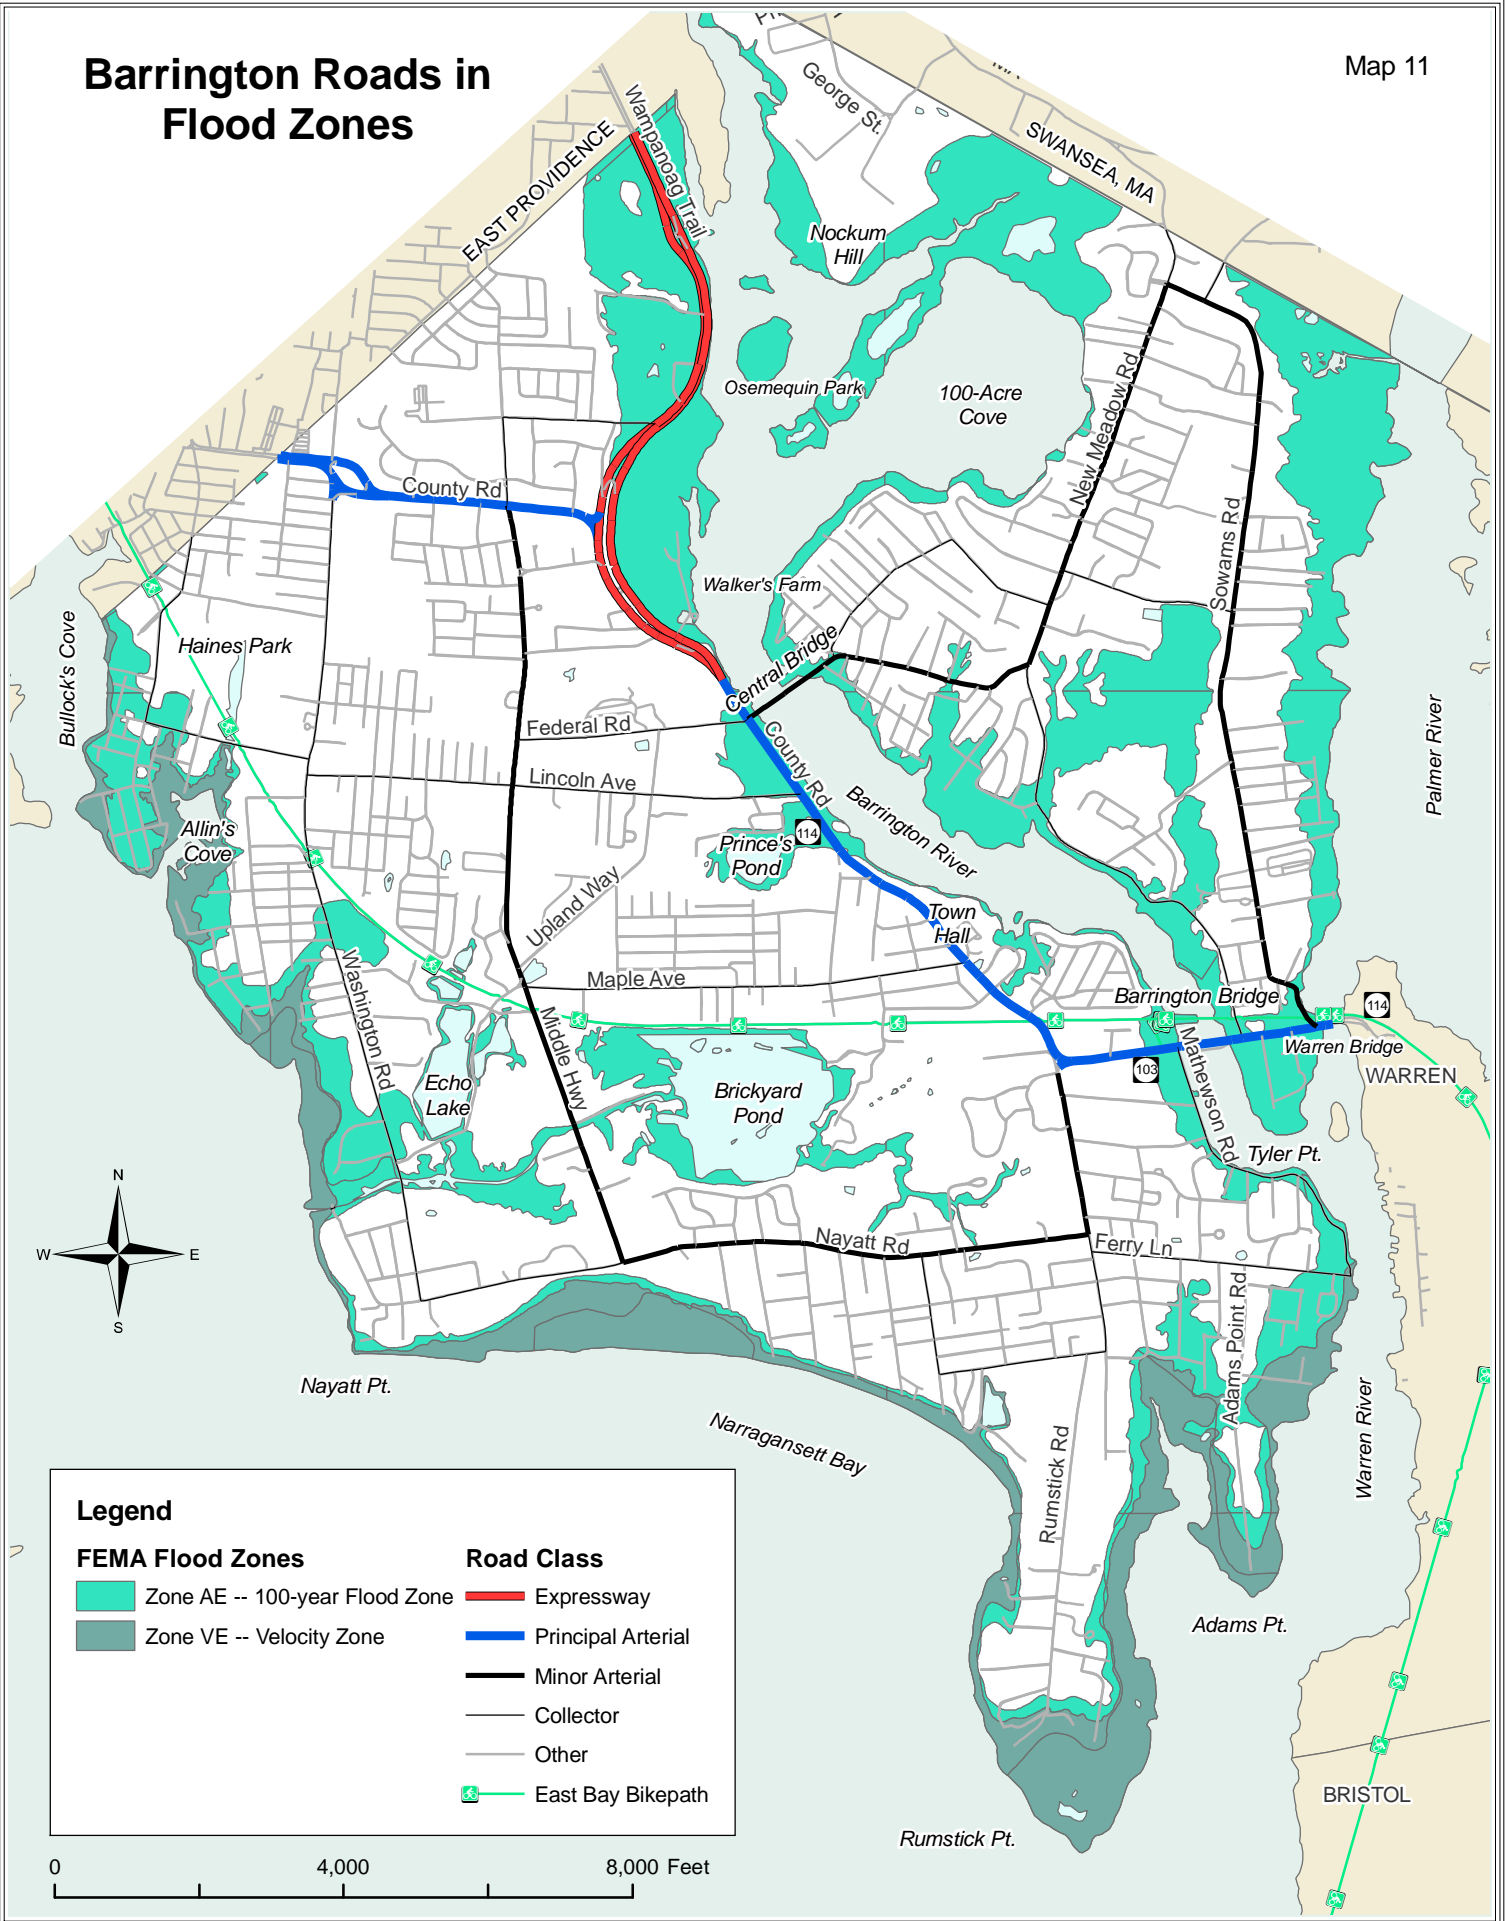 Barrington Roads in
Flood Zones
Map 11
George St.
MA
SWANSEA, MA
EAST PROVIDENCE
Wampanoag Trail
Nockum
Hill
Osemequin Park
100-Acre
Cove
New Meadow Rd
County Rd
Sowams Rd
Walker's Farm
Bullock's Cove
Haines Park
Central Bridge
Federal Rd
County Rd
Palmer River
Lincoln Ave
Barrington River
Allin's
Cove
114
Prince's
Pond
Upland Way
Town
Hall
Washington Rd
Maple Ave
Barrington Bridge
114
Middle Hwy
Mathewson Rd
Warren Bridge
103
WARREN
Echo
Lake
Brickyard
Pond
Tyler Pt.
N
W
E
S
Nayatt Rd
Ferry Ln
Adams Point Rd
Nayatt Pt.
Narragansett Bay
Rumstick Rd
Warren River
Adams Pt.
BRISTOL
Rumstick Pt.
Legend
FEMA Flood Zones
Zone AE -- 100-year Flood Zone
Zone VE -- Velocity Zone
Road Class
Expressway
Principal Arterial
Minor Arterial
Collector
Other
East Bay Bikepath
0
4,000
8,000 Feet